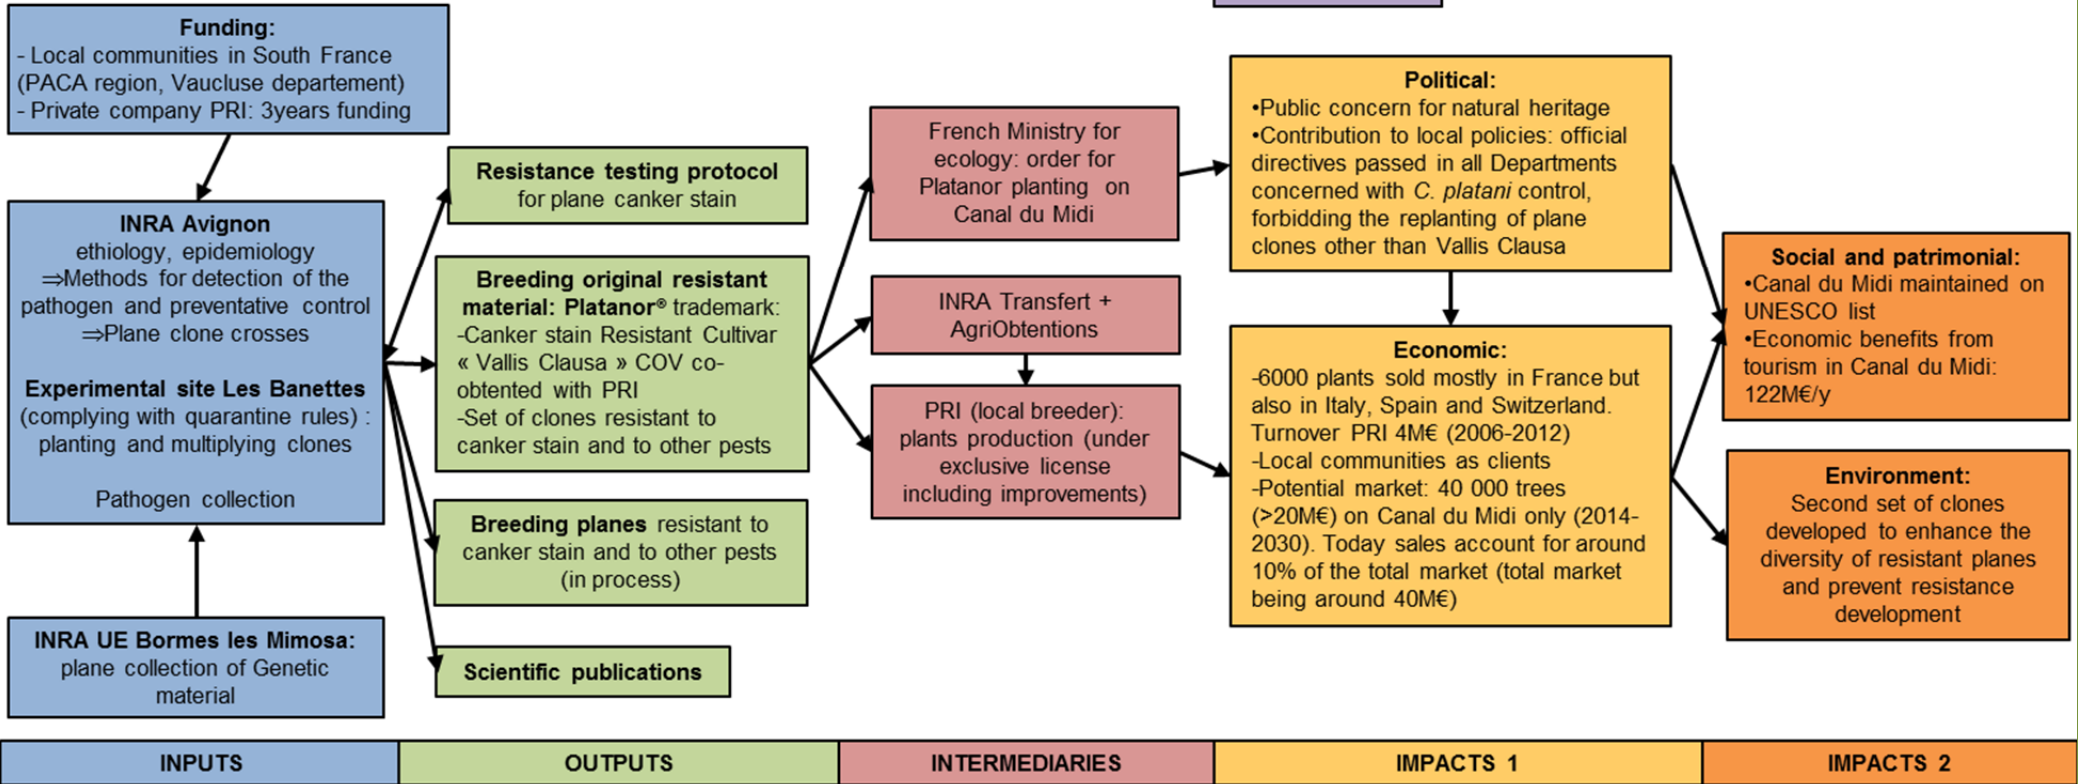 Funding:
- Local communities in South France
(PACA region, Vaucluse departement)
- Private company PRI: 3years funding
INRA Avignon
ethiology, epidemiology
⇒Methods for detection of the
pathogen and preventative control
⇒Plane clone crosses
Experimental site Les Banettes
(complying with quarantine rules) :
planting and multiplying clones
Pathogen collection
INRA UE Bormes les Mimosa:
plane collection of Genetic
material
Resistance testing protocol
for plane canker stain
Breeding original resistant
material: Platanor® trademark:
-Canker stain Resistant Cultivar
« Vallis Clausa » COV co-
obtented with PRI
-Set of clones resistant to
canker stain and to other pests
Breeding planes resistant to
canker stain and to other pests
(in process)
Scientific publications
French Ministry for
ecology: order for
Platanor planting on
Canal du Midi
INRA Transfert +
AgriObtentions
PRI (local breeder):
plants production (under
exclusive license
including improvements)
Political:
•Public concern for natural heritage
•Contribution to local policies: official
directives passed in all Departments
concerned with C. platani control,
forbidding the replanting of plane
clones other than Vallis Clausa
Economic:
-6000 plants sold mostly in France but
also in Italy, Spain and Switzerland.
Turnover PRI 4M€ (2006-2012)
-Local communities as clients
-Potential market: 40 000 trees
(>20M€) on Canal du Midi only (2014-
2030). Today sales account for around
10% of the total market (total market
being around 40M€)
Social and patrimonial:
•Canal du Midi maintained on
UNESCO list
•Economic benefits from
tourism in Canal du Midi:
122M€/y
Environment:
Second set of clones
developed to enhance the
diversity of resistant planes
and prevent resistance
development
INPUTS
OUTPUTS
INTERMEDIARIES
IMPACTS 1
IMPACTS 2